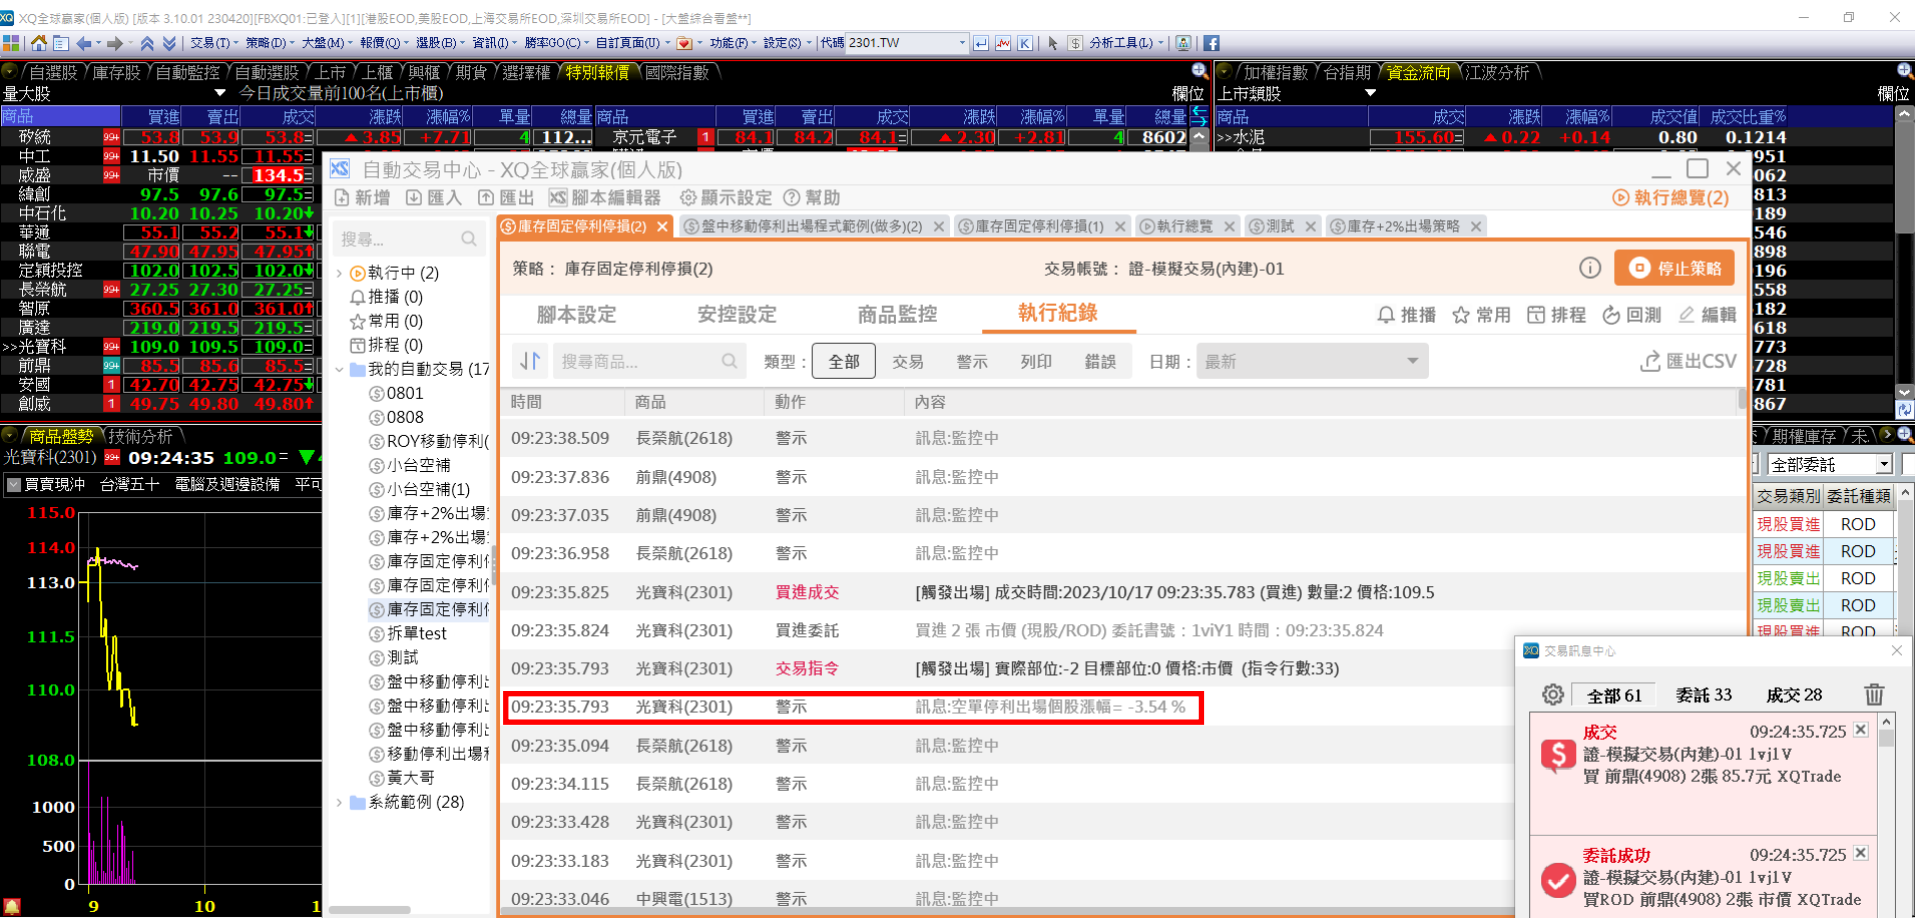 XQ全球贏家(個人版) [版本 3.10.01 230420][FBXQ01:已登入][1][港股EOD,美股EOD,上海交易所EOD,深圳交易所EOD] - [大盤綜合看盤**]
交易(T) 策略(D) 大盤(M) 報價(Q) 選股(B) 資訊(I) 勝率GO(C) 自訂頁面(U) 功能(F) 設定(S) 代碼 2301.TW 分析工具(L)
自選股 庫存股 自動監控 自動選股 上市 上櫃 興櫃 期貨 選擇權 特別報價 國際指數
加權指數 台指期 資金流向 江波分析
量大股 今日成交量前100名(上市櫃) 欄位
上市類股 欄位
商品 買進 賣出 成交 漲跌 漲幅% 單量 總量 商品 買進 賣出 成交 漲跌 漲幅% 單量 總量
商品 成交 漲跌 漲幅% 成交值 成交比重%
矽統 99+ 53.8 53.9 53.8 ▲3.85 +7.71 4 112... 京元電子 1 84.1 84.2 84.1 ▲2.30 +2.81 4 8602
>>水泥 155.60 ▲0.22 +0.14 0.80 0.1214
中工 99+ 11.50 11.55 11.55
威盛 99+ 市價 -- 134.5
緯創 97.5 97.6 97.5
中石化 10.20 10.25 10.20
華通 55.1 55.2 55.1
聯電 47.90 47.95 47.95
定穎投控 102.0 102.5 102.0
長榮航 99+ 27.25 27.30 27.25
智原 360.5 361.0 361.0
廣達 219.0 219.5 219.5
>>光寶科 99+ 109.0 109.5 109.0
前鼎 99+ 85.5 85.6 85.5
安國 1 42.70 42.75 42.75
創威 1 49.75 49.80 49.80
951
062
813
189
546
898
196
558
182
618
773
728
781
867
商品盤勢 技術分析
光寶科(2301) 99+ 09:24:35 109.0
買賣現沖 台灣五十 電腦及週邊設備 平可
115.0
114.0
113.0
111.5
110.0
108.0
1000
500
0
9 10 1
自動交易中心 - XQ全球贏家(個人版)
新增 匯入 匯出 腳本編輯器 顯示設定 幫助
執行總覽(2)
庫存固定停利停損(2) 盤中移動停利出場程式範例(做多)(2) 庫存固定停利停損(1) 執行總覽 測試 庫存+2%出場策略
搜尋...
執行中 (2)
推播 (0)
常用 (0)
排程 (0)
我的自動交易 (17
0801
0808
ROY移動停利(
小台空補
小台空補(1)
庫存+2%出場
庫存+2%出場
庫存固定停利
庫存固定停利
庫存固定停利
拆單test
測試
盤中移動停利
盤中移動停利
盤中移動停利
移動停利出場
黃大哥
系統範例 (28)
策略： 庫存固定停利停損(2) 交易帳號： 證-模擬交易(內建)-01 停止策略
腳本設定 安控設定 商品監控 執行紀錄
推播 常用 排程 回測 編輯
搜尋商品... 類型： 全部 交易 警示 列印 錯誤 日期： 最新 匯出CSV
時間 商品 動作 內容
09:23:38.509 長榮航(2618) 警示 訊息:監控中
09:23:37.836 前鼎(4908) 警示 訊息:監控中
09:23:37.035 前鼎(4908) 警示 訊息:監控中
09:23:36.958 長榮航(2618) 警示 訊息:監控中
09:23:35.825 光寶科(2301) 買進成交 [觸發出場] 成交時間:2023/10/17 09:23:35.783 (買進) 數量:2 價格:109.5
09:23:35.824 光寶科(2301) 買進委託 買進 2 張 市價 (現股/ROD) 委託書號：1viY1 時間：09:23:35.824
09:23:35.793 光寶科(2301) 交易指令 [觸發出場] 實際部位:-2 目標部位:0 價格:市價 (指令行數:33)
09:23:35.793 光寶科(2301) 警示 訊息:空單停利出場個股漲幅= -3.54 %
09:23:35.094 長榮航(2618) 警示 訊息:監控中
09:23:34.115 長榮航(2618) 警示 訊息:監控中
09:23:33.428 光寶科(2301) 警示 訊息:監控中
09:23:33.183 光寶科(2301) 警示 訊息:監控中
09:23:33.046 中興電(1513) 警示 訊息:監控中
期權庫存 未
全部委託
交易類別 委託種類
現股買進 ROD
現股買進 ROD
現股賣出 ROD
現股賣出 ROD
現股買進 ROD
交易訊息中心
全部 61 委託 33 成交 28
成交 09:24:35.725
證-模擬交易(內建)-01 1vj1V
買 前鼎(4908) 2張 85.7元 XQTrade
委託成功 09:24:35.725
證-模擬交易(內建)-01 1vj1V
買ROD 前鼎(4908) 2張 市價 XQTrade